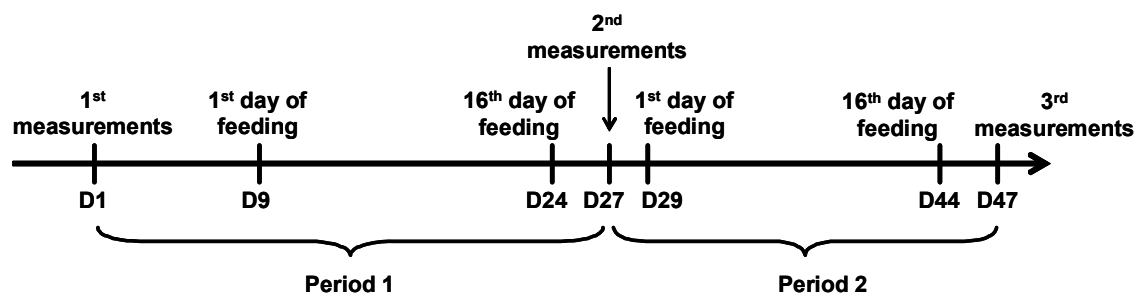 2nd
measurements
1st
measurements
1st day of
feeding
16th day of
feeding
1st day of
feeding
16th day of
feeding
3rd
measurements
D1
D9
D24
D27
D29
D44
D47
Period 1
Period 2